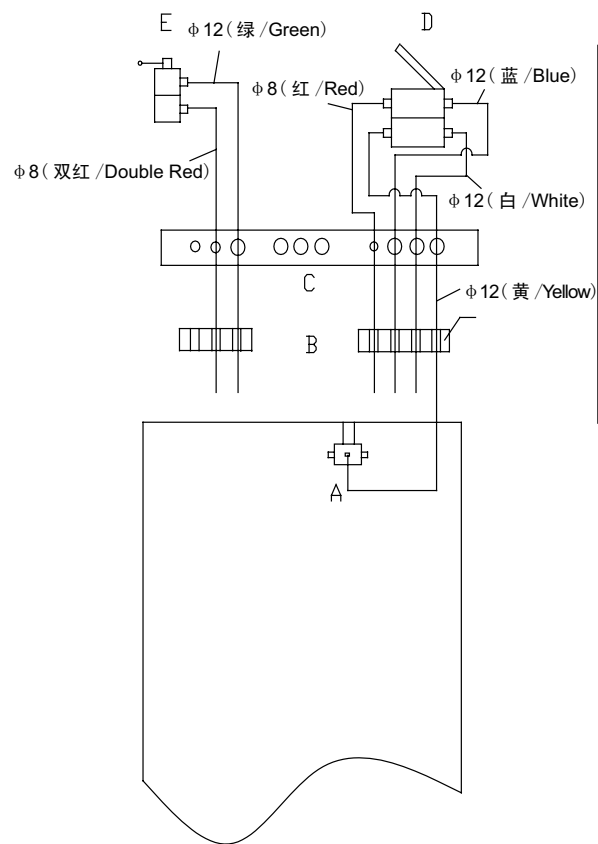 E
D
φ12(绿/Green)
φ12(蓝/Blue)
φ8(红/Red)
φ8(双红/Double Red)
φ12(白/White)
C
φ12(黄/Yellow)
B
A